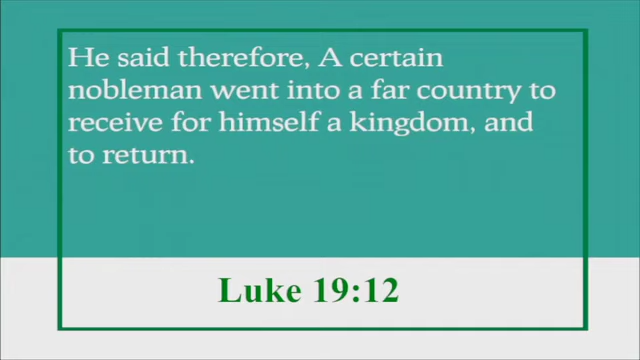 He said therefore, A certain
nobleman went into a far country to
receive for himself a kingdom, and
to return.
Luke 19:12